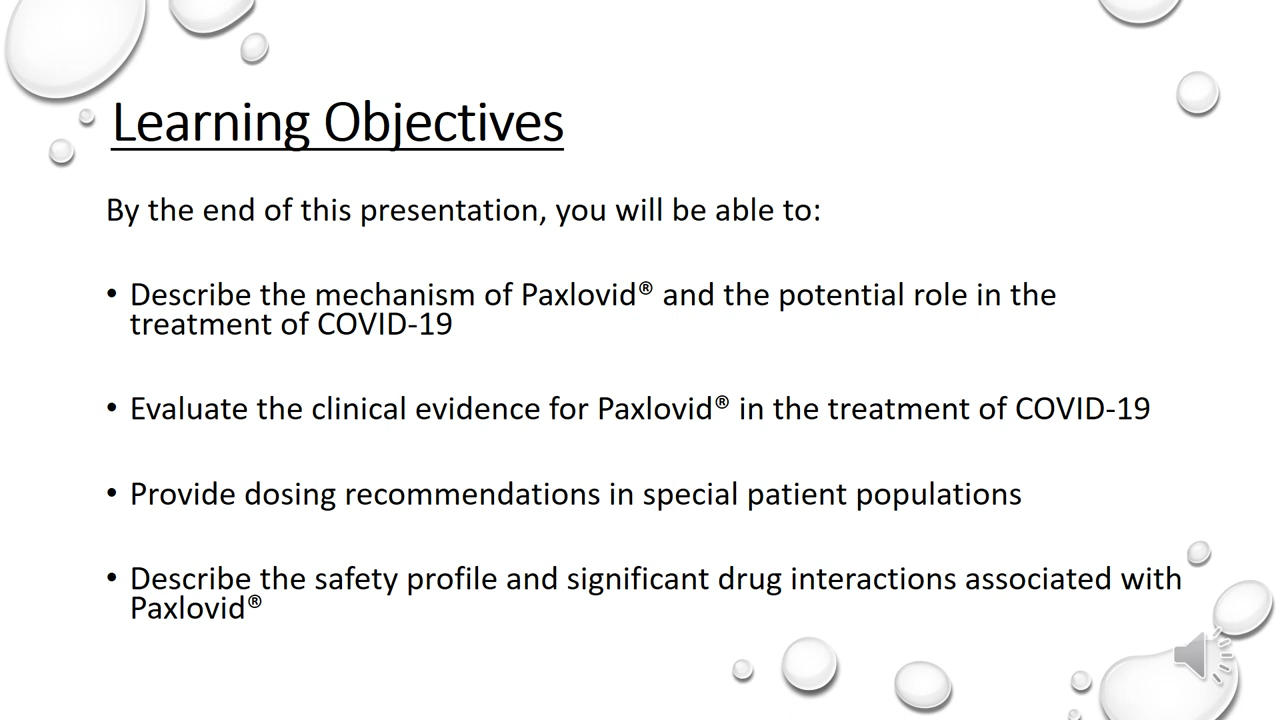 Learning Objectives
By the end of this presentation, you will be able to:
• Describe the mechanism of Paxlovid® and the potential role in the
treatment of COVID-19
• Evaluate the clinical evidence for Paxlovid® in the treatment of COVID-19
• Provide dosing recommendations in special patient populations
• Describe the safety profile and significant drug interactions associated with
Paxlovid®